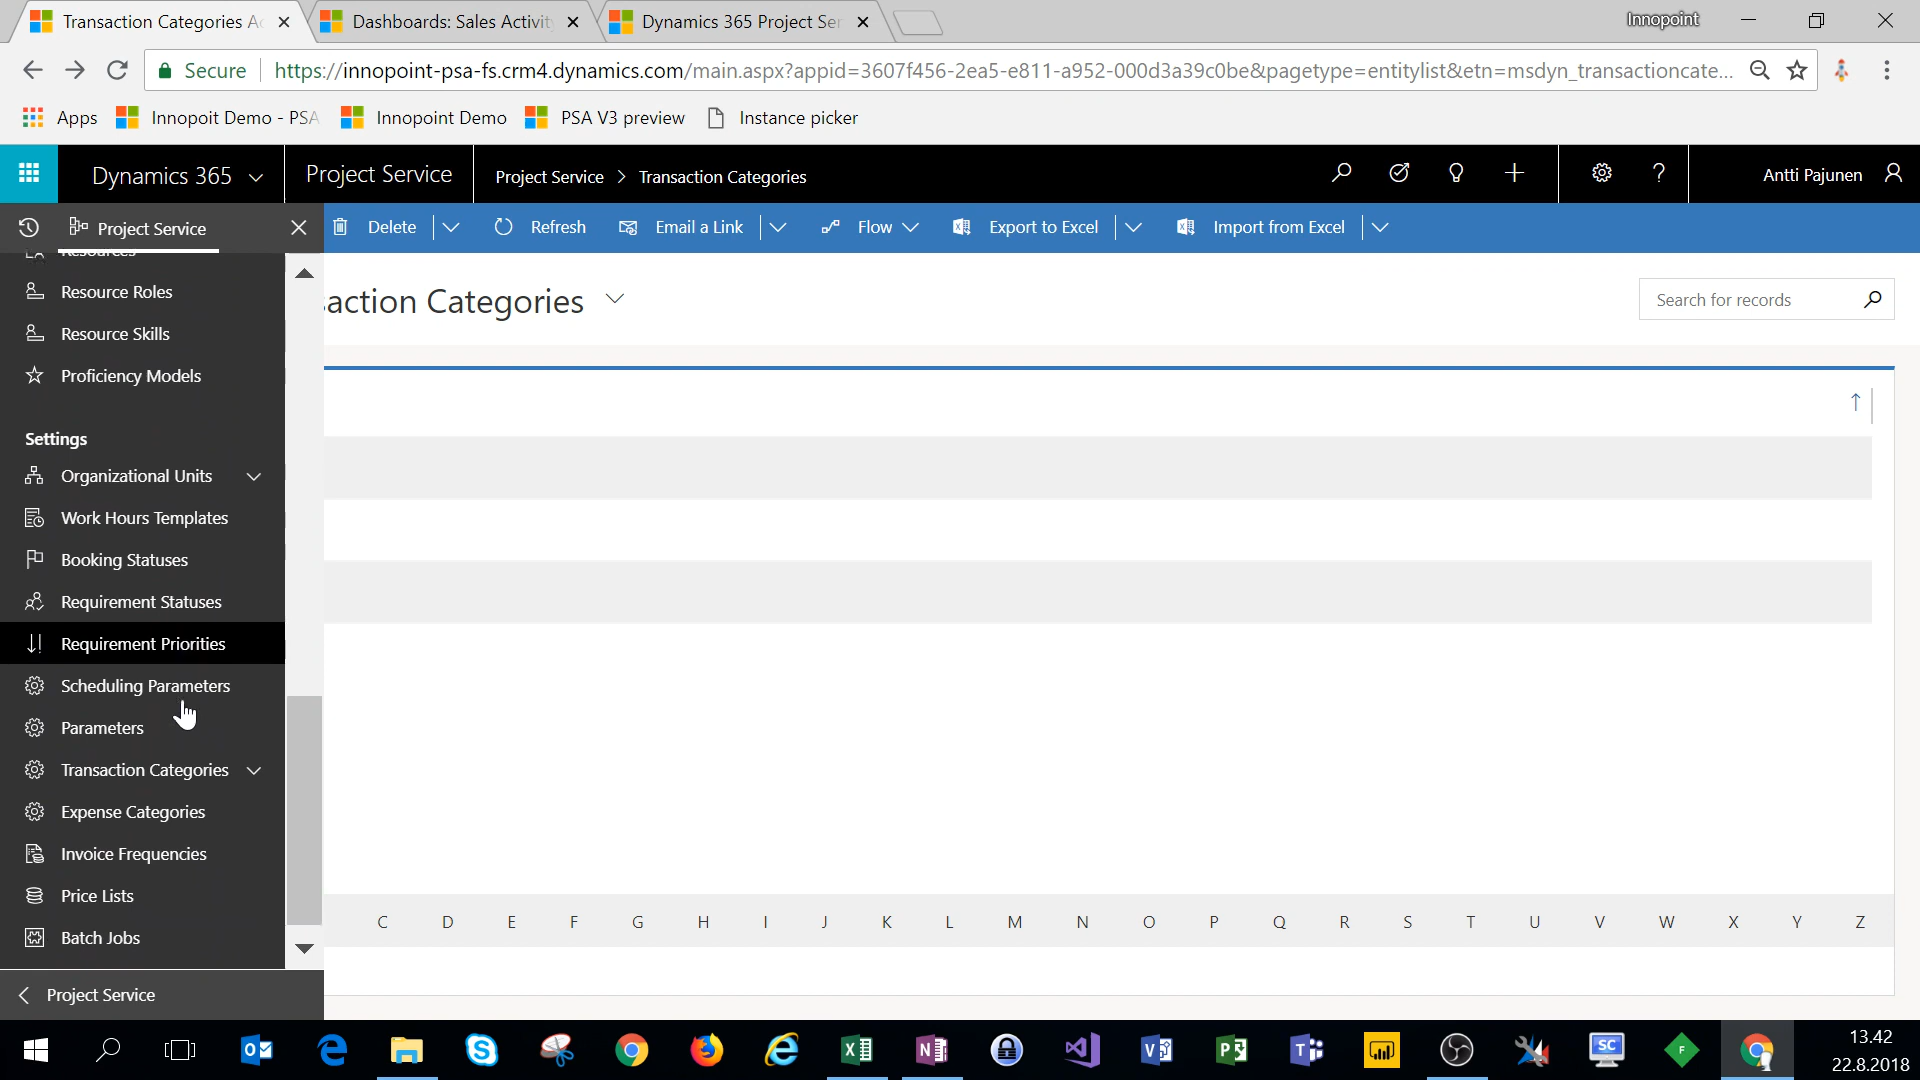 Transaction Categories A
Dashboards: Sales Activit
Dynamics 365 Project Ser
Innopoint
Secure
https://innopoint-psa-fs.crm4.dynamics.com/main.aspx?appid=3607f456-2ea5-e811-a952-000d3a39c0be&pagetype=entitylist&etn=msdyn_transactioncate...
Apps
Innopoit Demo - PSA
Innopoint Demo
PSA V3 preview
Instance picker
Dynamics 365
Project Service
Project Service > Transaction Categories
Antti Pajunen
Project Service
Delete
Refresh
Email a Link
Flow
Export to Excel
Import from Excel
Resources
Resource Roles
Resource Skills
Proficiency Models
saction Categories
Search for records
Settings
Organizational Units
Work Hours Templates
Booking Statuses
Requirement Statuses
Requirement Priorities
Scheduling Parameters
Parameters
Transaction Categories
Expense Categories
Invoice Frequencies
Price Lists
Batch Jobs
C D E F G H I J K L M N O P Q R S T U V W X Y Z
Project Service
13.42
22.8.2018